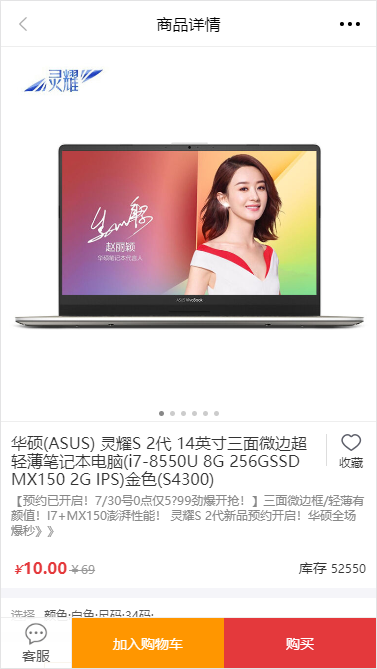 商品详情
灵耀
赵丽颖
华硕笔记本代言人
ASUS VivoBook
华硕(ASUS) 灵耀S 2代 14英寸三面微边超
轻薄笔记本电脑(i7-8550U 8G 256GSSD
MX150 2G IPS)金色(S4300)
收藏
【预约已开启！7/30号0点仅5799劲爆开抢！】三面微边框/轻薄有
颜值！I7+MX150澎湃性能！ 灵耀S 2代新品预约开启！华硕全场
爆秒》》
¥10.00 ¥69
库存 52550
选择 颜色:白色;尺码:34码;
客服
加入购物车
购买